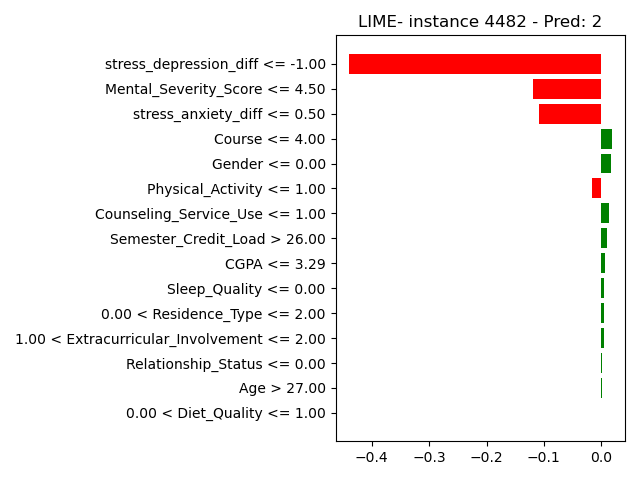 LIME- instance 4482 - Pred: 2
stress_depression_diff <= -1.00
Mental_Severity_Score <= 4.50
stress_anxiety_diff <= 0.50
Course <= 4.00
Gender <= 0.00
Physical_Activity <= 1.00
Counseling_Service_Use <= 1.00
Semester_Credit_Load > 26.00
CGPA <= 3.29
Sleep_Quality <= 0.00
0.00 < Residence_Type <= 2.00
1.00 < Extracurricular_Involvement <= 2.00
Relationship_Status <= 0.00
Age > 27.00
0.00 < Diet_Quality <= 1.00
−0.4 −0.3 −0.2 −0.1 0.0